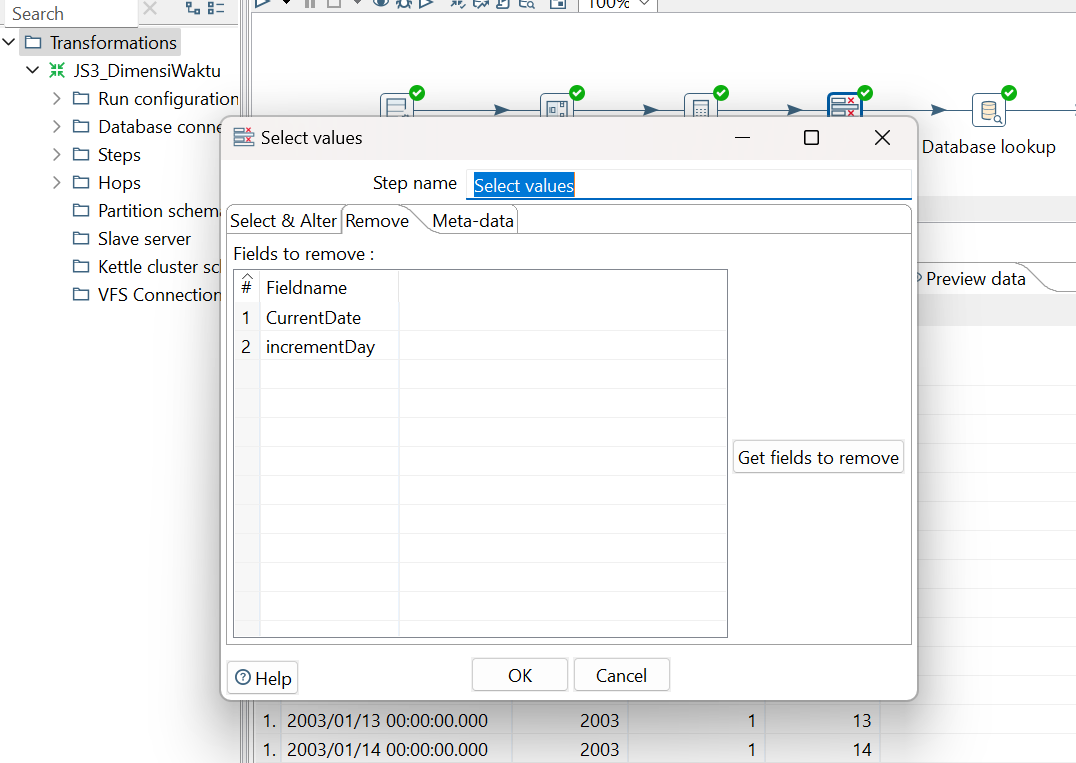 Search
100%
Transformations
JS3_DimensiWaktu
Run configuration
Database conne
Steps
Hops
Partition schema
Slave server
Kettle cluster sc
VFS Connection
Database lookup
Preview data
Select values
Step name Select values
Select & Alter Remove Meta-data
Fields to remove :
# Fieldname
1 CurrentDate
2 incrementDay
Get fields to remove
Help OK Cancel
1. 2003/01/13 00:00:00.000 2003 1 13
1. 2003/01/14 00:00:00.000 2003 1 14